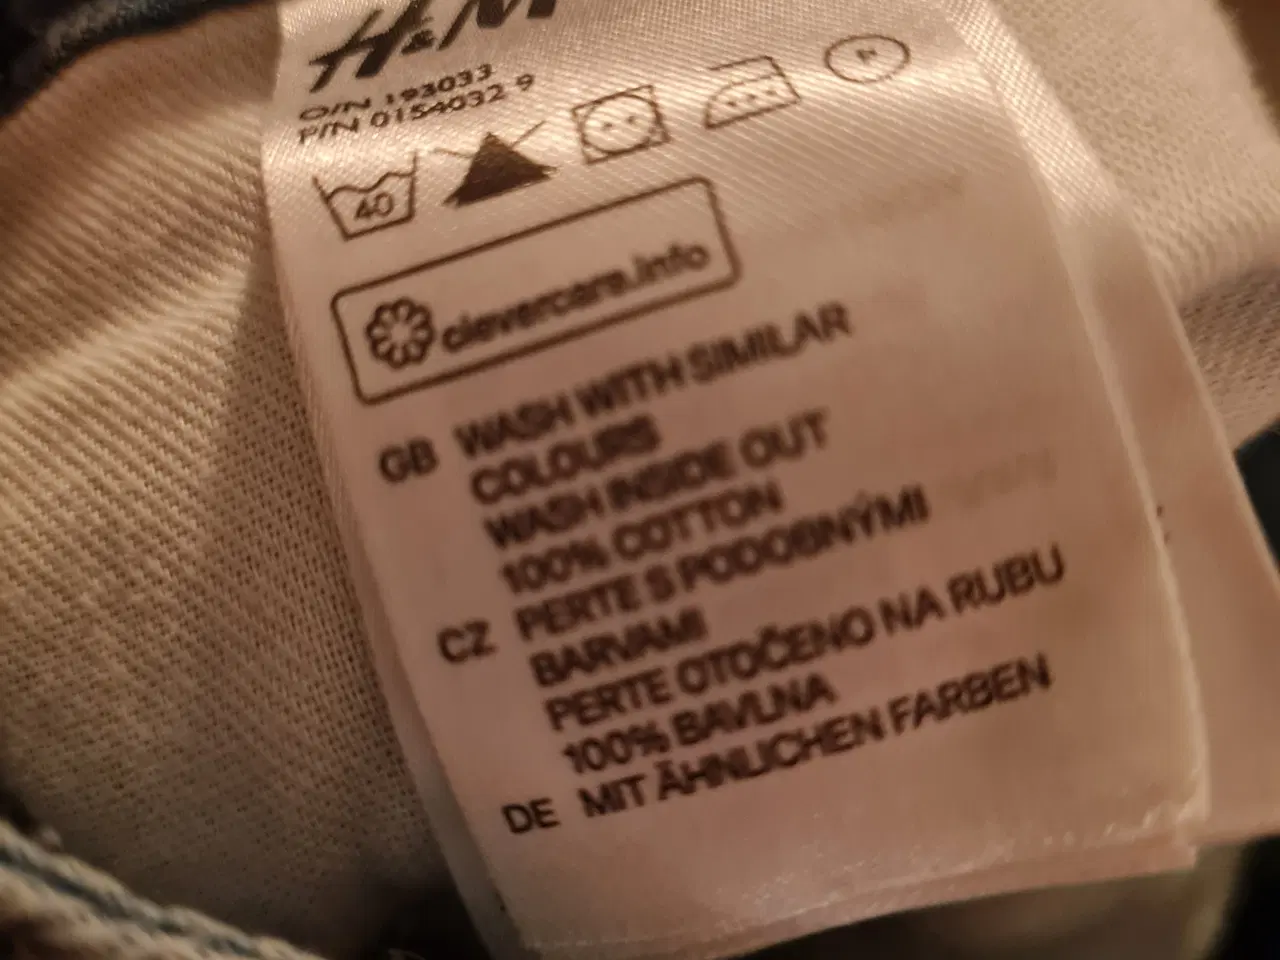 H&M
O/N 193033
P/N 0154032 9
40
P
clevercare.info
GB WASH WITH SIMILAR
COLOURS
WASH INSIDE OUT
100% COTTON
CZ PERTE S PODOBNÝMI
BARVAMI
PERTE OTOČENO NA RUBU
100% BAVLNA
DE MIT ÄHNLICHEN FARBEN